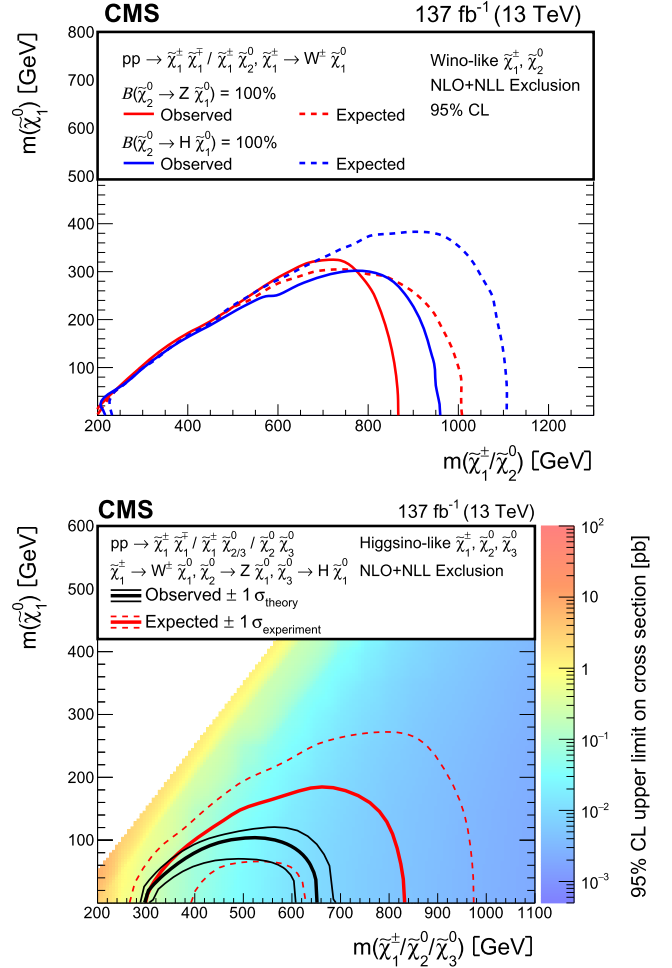 CMS 137 fb⁻¹ (13 TeV)
m(χ̃₁⁰) [GeV]
800
700
600
500
400
300
200
100
pp → χ̃₁± χ̃₁∓ / χ̃₁± χ̃₂⁰, χ̃₁± → W± χ̃₁⁰
Wino-like χ̃₁±, χ̃₂⁰
B(χ̃₂⁰ → Z χ̃₁⁰) = 100%
NLO+NLL Exclusion
Observed Expected
95% CL
B(χ̃₂⁰ → H χ̃₁⁰) = 100%
Observed Expected
200 400 600 800 1000 1200
m(χ̃₁±/χ̃₂⁰) [GeV]
CMS 137 fb⁻¹ (13 TeV)
m(χ̃₁⁰) [GeV]
600
500
400
300
200
100
pp → χ̃₁± χ̃₁∓ / χ̃₁± χ̃₂/₃⁰ / χ̃₂⁰ χ̃₃⁰
Higgsino-like χ̃₁±, χ̃₂⁰, χ̃₃⁰
χ̃₁± → W± χ̃₁⁰, χ̃₂⁰ → Z χ̃₁⁰, χ̃₃⁰ → H χ̃₁⁰
NLO+NLL Exclusion
Observed ± 1 σtheory
Expected ± 1 σexperiment
200 300 400 500 600 700 800 900 1000 1100
m(χ̃₁±/χ̃₂⁰/χ̃₃⁰) [GeV]
10²
10
1
10⁻¹
10⁻²
10⁻³
95% CL upper limit on cross section [pb]